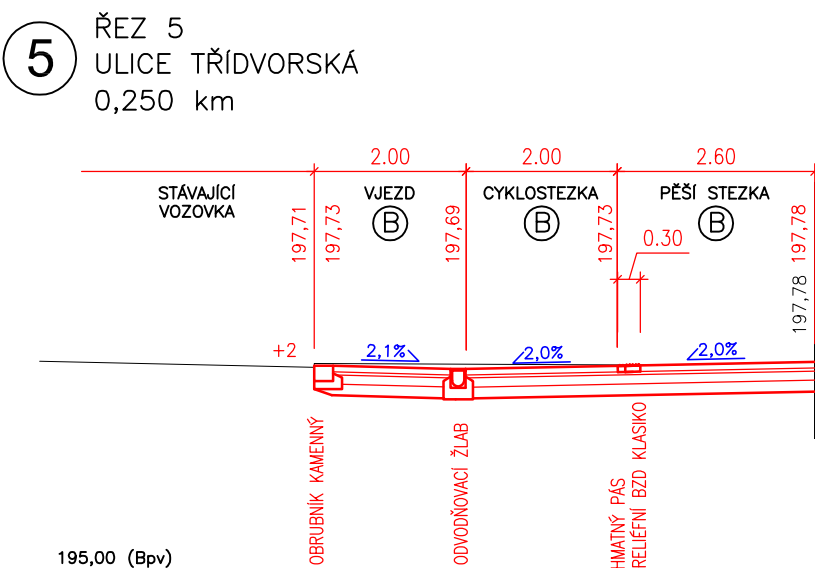 5
ŘEZ 5
ULICE TŘÍDVORSKÁ
0,250 km
2.00
2.00
2.60
STÁVAJÍCÍ
VOZOVKA
VJEZD
B
CYKLOSTEZKA
B
PĚŠÍ STEZKA
B
197,71
197,73
197,69
197,73
0.30
197,78
197,78
+2
2,1%
2,0%
2,0%
OBRUBNÍK KAMENNÝ
ODVODŇOVACÍ ŽLAB
HMATNÝ PÁS
RELIÉFNÍ BZD KLASIKO
195,00 (Bpv)